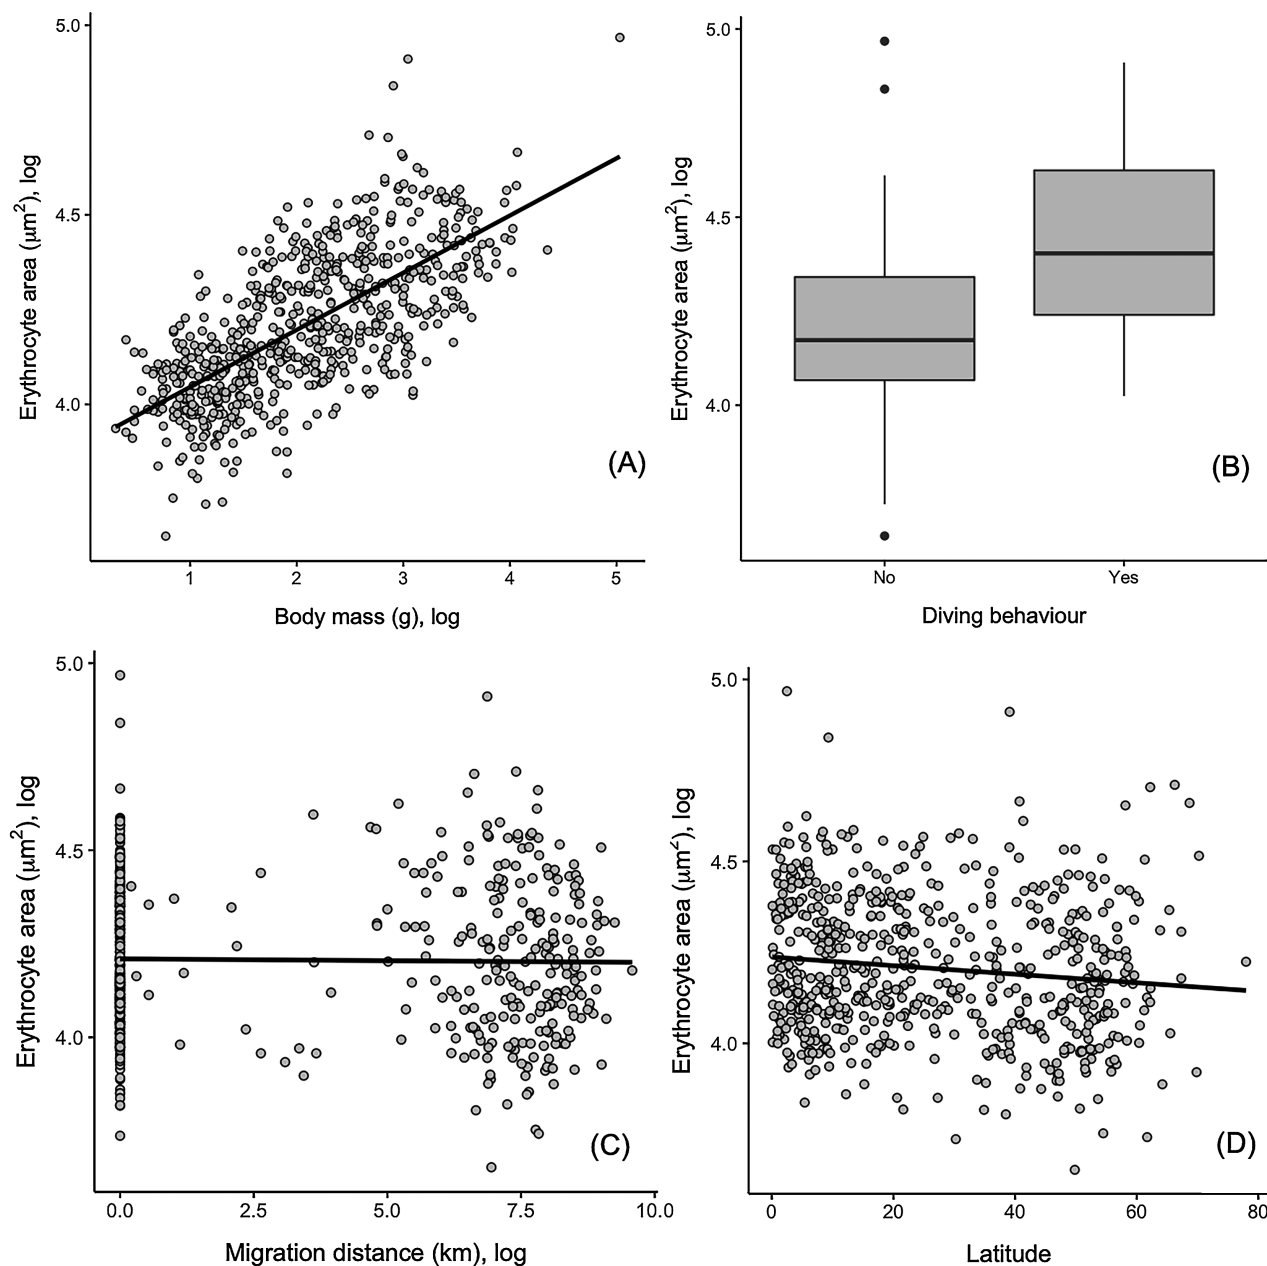 5.0
4.5
4.0
Erythrocyte area (μm²), log
1 2 3 4 5
Body mass (g), log
(A)
5.0
4.5
4.0
Erythrocyte area (μm²), log
No Yes
Diving behaviour
(B)
5.0
4.5
4.0
Erythrocyte area (μm²), log
0.0 2.5 5.0 7.5 10.0
Migration distance (km), log
(C)
5.0
4.5
4.0
Erythrocyte area (μm²), log
0 20 40 60 80
Latitude
(D)